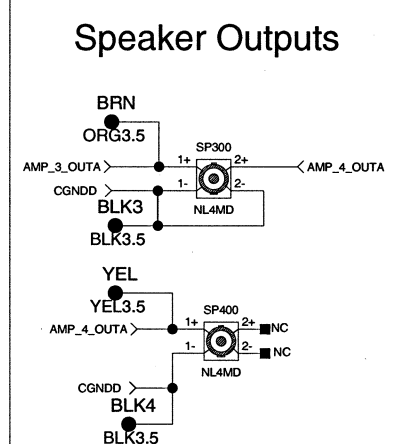 Speaker Outputs
BRN
ORG3.5
SP300
AMP_3_OUTA 1+ 2+ AMP_4_OUTA
CGNDD 1- 2-
BLK3 NL4MD
BLK3.5
YEL
YEL3.5 SP400
AMP_4_OUTA 1+ 2+ NC
1- 2- NC
NL4MD
CGNDD
BLK4
BLK3.5